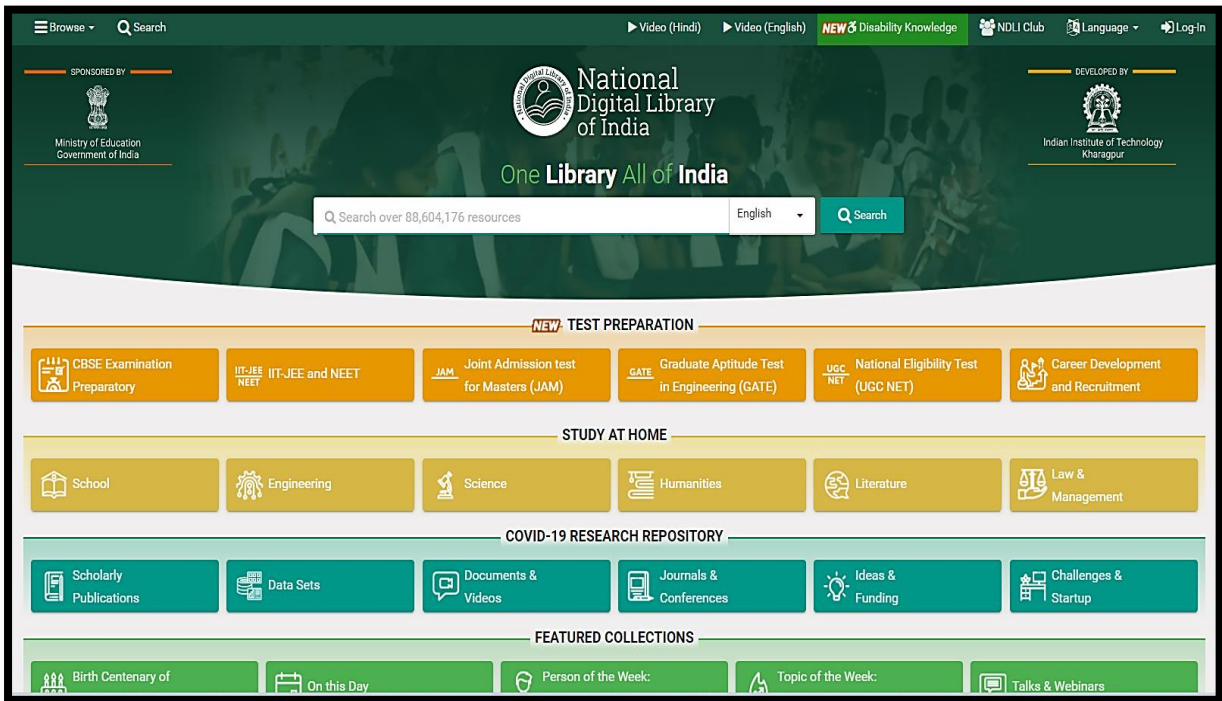 Browse Search Video (Hindi) Video (English) NEW Disability Knowledge NDLI Club Language Log-In
SPONSORED BY
Ministry of Education
Government of India
National Digital Library of India
National
Digital Library
of India
One Library All of India
DEVELOPED BY
Indian Institute of Technology
Kharagpur
Search over 88,604,176 resources English Search
NEW TEST PREPARATION
CBSE Examination
Preparatory
IIT-JEE
NEET
IIT-JEE and NEET
JAM
Joint Admission test
for Masters (JAM)
GATE
Graduate Aptitude Test
in Engineering (GATE)
UGC
NET
National Eligibility Test
(UGC NET)
Career Development
and Recruitment
STUDY AT HOME
School
Engineering
Science
Humanities
Literature
Law &
Management
COVID-19 RESEARCH REPOSITORY
Scholarly
Publications
Data Sets
Documents &
Videos
Journals &
Conferences
Ideas &
Funding
Challenges &
Startup
FEATURED COLLECTIONS
Birth Centenary of
On this Day
Person of the Week:
Topic of the Week:
Talks & Webinars